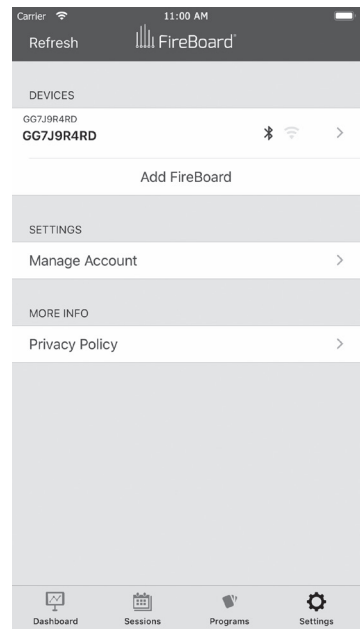 Carrier 11:00 AM
Refresh FireBoard®
DEVICES
GG7J9R4RD
GG7J9R4RD
Add FireBoard
SETTINGS
Manage Account
MORE INFO
Privacy Policy
Dashboard Sessions Programs Settings